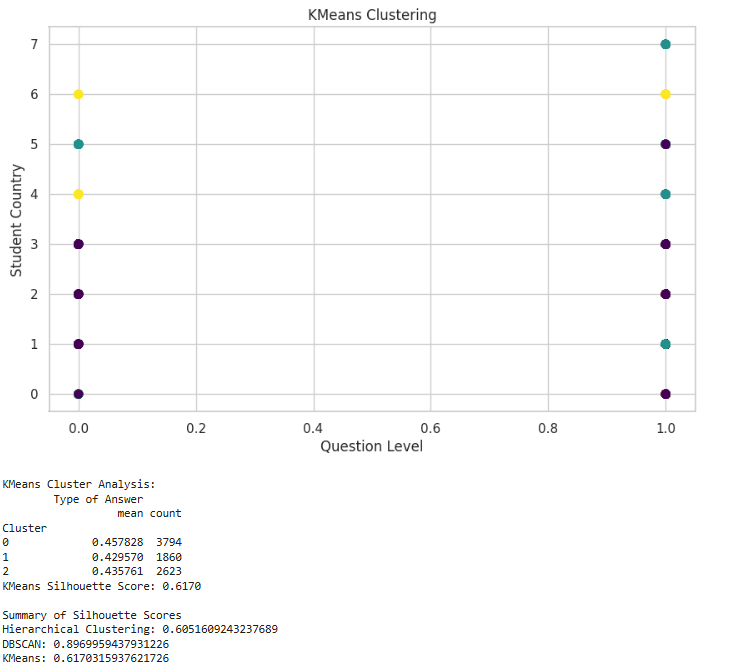 KMeans Clustering
7
6
5
4
3
2
1
0
Student Country
0.0 0.2 0.4 0.6 0.8 1.0
Question Level
KMeans Cluster Analysis:
Type of Answer
mean count
Cluster
0 0.457828 3794
1 0.429570 1860
2 0.435761 2623
KMeans Silhouette Score: 0.6170
Summary of Silhouette Scores
Hierarchical Clustering: 0.6051609243237689
DBSCAN: 0.8969959437931226
KMeans: 0.6170315937621726